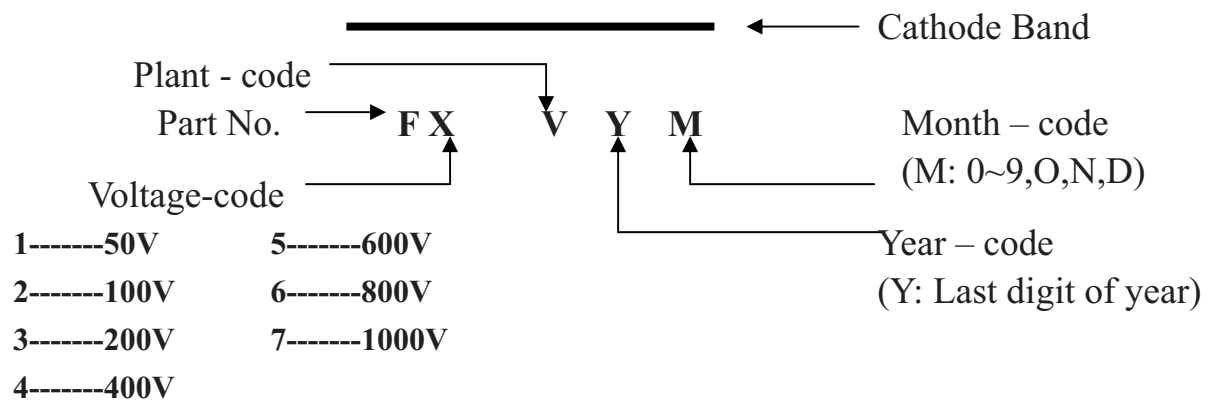 Cathode Band
Plant - code
Part No. F X V Y M Month – code
(M: 0~9,O,N,D)
Voltage-code
1-------50V 5-------600V Year – code
2-------100V 6-------800V (Y: Last digit of year)
3-------200V 7-------1000V
4-------400V